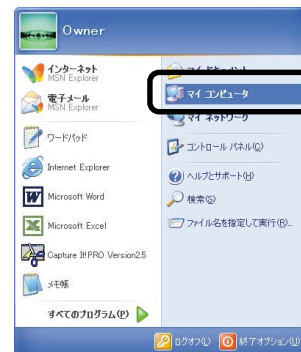 Owner
インターネット
MSN Explorer
電子メール
MSN Explorer
ワードパッド
Internet Explorer
Microsoft Word
Microsoft Excel
Capture It!PRO Version2.5
メモ帳
すべてのプログラム(P)
マイ コンピュータ
マイ ネットワーク
コントロール パネル(C)
ヘルプとサポート(H)
検索(S)
ファイル名を指定して実行(R)...
ログオフ(L)
終了オプション(U)